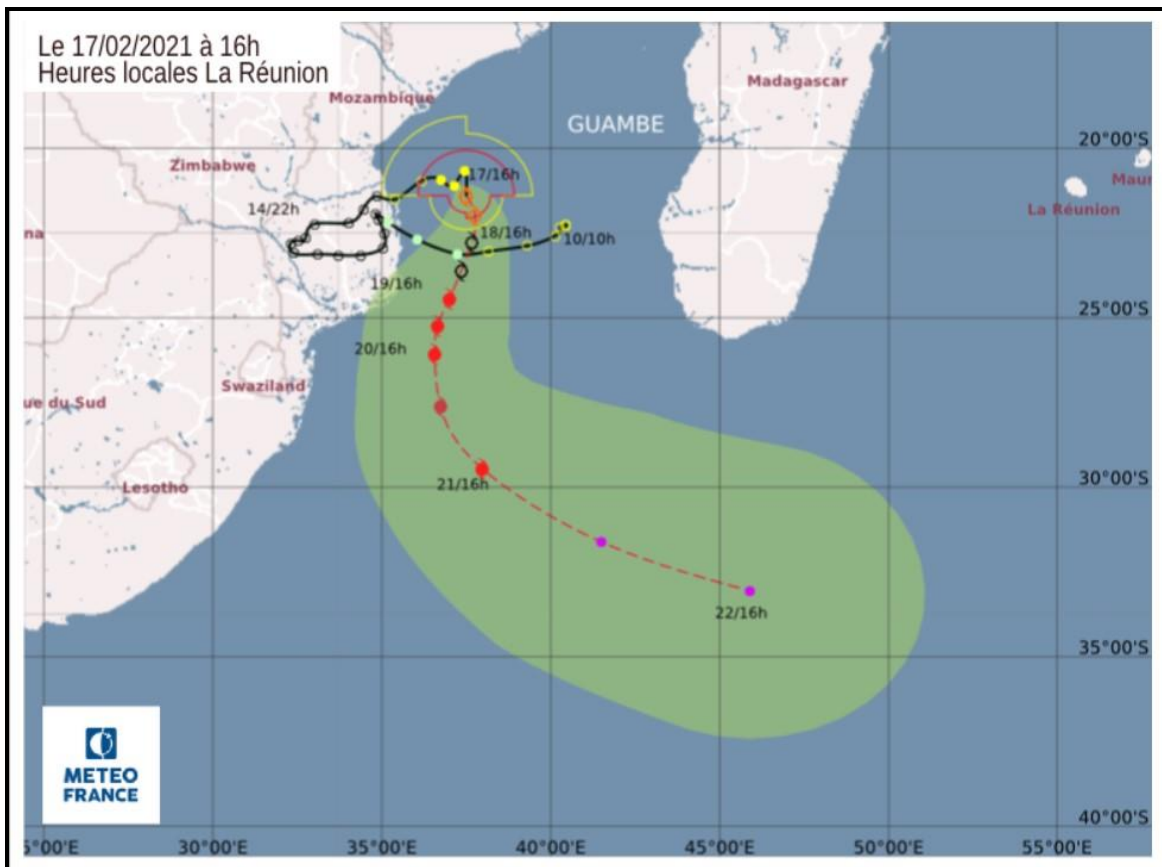 Le 17/02/2021 à 16h
Heures locales La Réunion
Mozambique
Madagascar
GUAMBE
20°00'S
Zimbabwe
17/16h
Maur
La Réunion
14/22h
na
18/16h
10/10h
19/16h
25°00'S
20/16h
Swaziland
ue du Sud
21/16h
30°00'S
Lesotho
22/16h
35°00'S
METEO
FRANCE
40°00'S
5°00'E
30°00'E
35°00'E
40°00'E
45°00'E
50°00'E
55°00'E